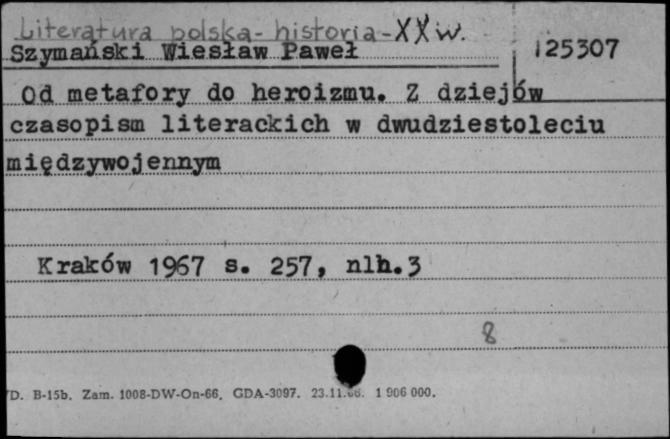 Literatura polska - historia - XX w.
Szymański Wiesław Paweł
125307
Od metafory do heroizmu. Z dziejów
czasopism literackich w dwudziestoleciu
międzywojennym
Kraków 1967 s. 257, nlb.3
8
D. B-15b. Zam. 1008-DW-On-66. GDA-3097. 23.11.66. 1 906 000.